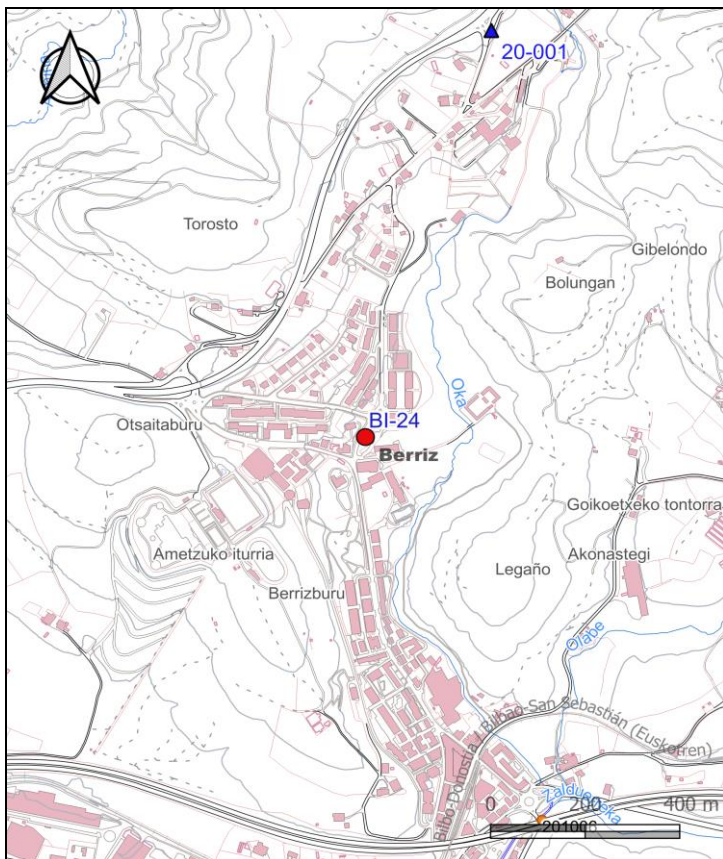 20-001
Torosto
Gibelondo
Bolungan
Oka
Otsaitaburu
BI-24
Berriz
Goikoetxeko tontorra
Ametzuko iturria
Akonastegi
Legaño
Berrizburu
Olabe
Bilbo-Donostia / Bilbao-San Sebastián (Euskotren)
0 200 400 m